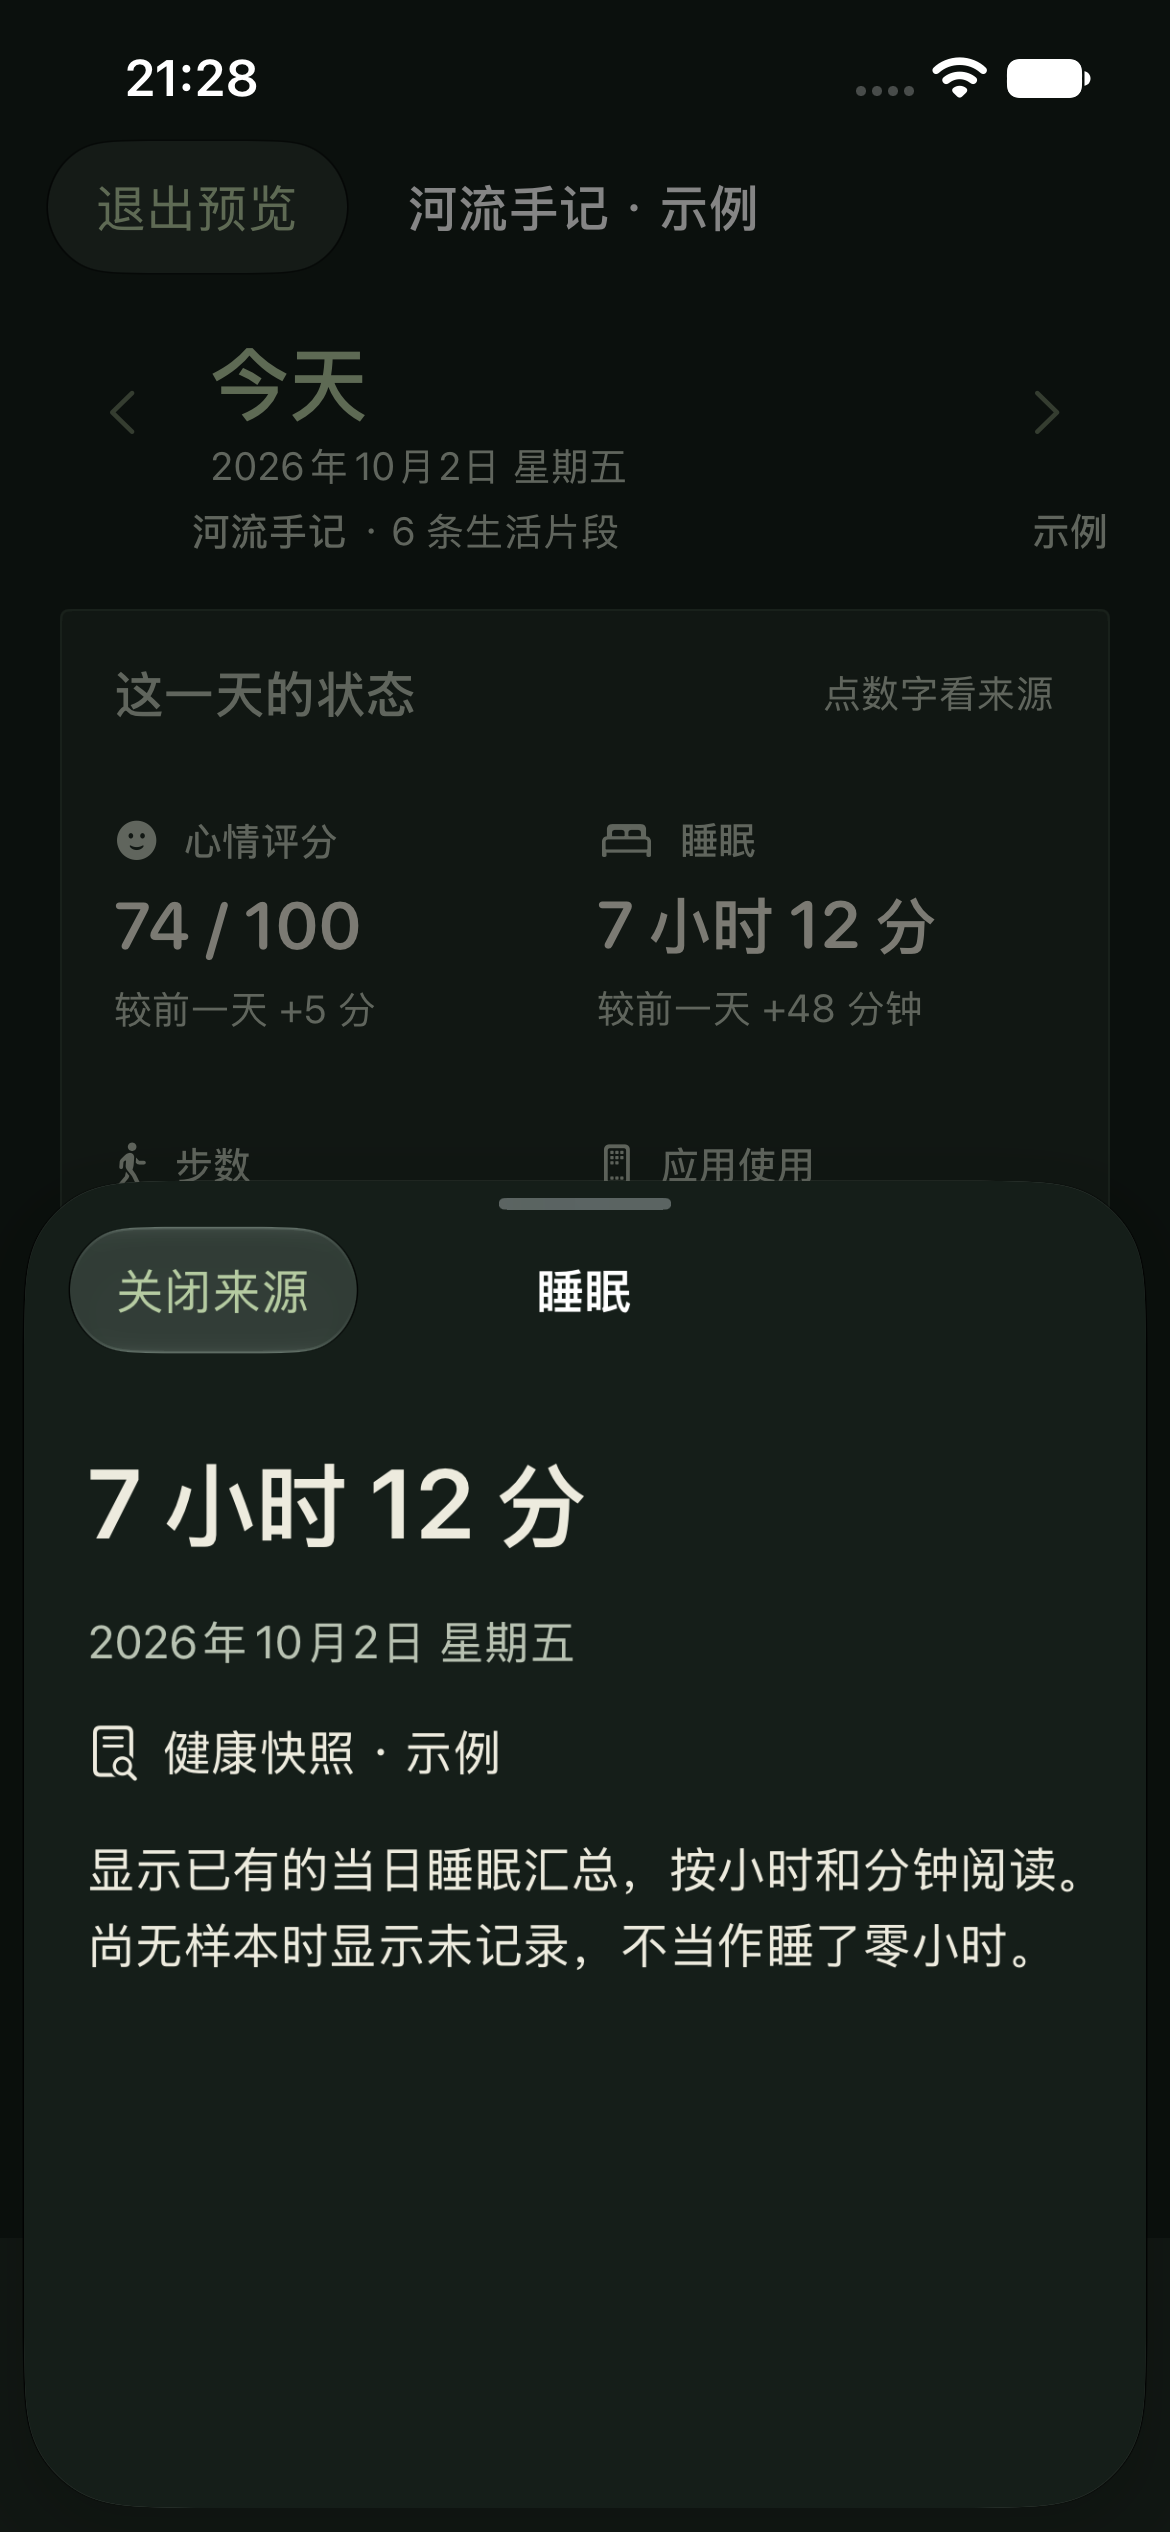 21:28
退出预览
河流手记 · 示例
今天
2026年10月2日 星期五
河流手记 · 6 条生活片段
示例
这一天的状态
点数字看来源
心情评分
睡眠
74 / 100
7 小时 12 分
较前一天 +5 分
较前一天 +48 分钟
步数
应用使用
关闭来源
睡眠
7 小时 12 分
2026年10月2日 星期五
健康快照 · 示例
显示已有的当日睡眠汇总，按小时和分钟阅读。
尚无样本时显示未记录，不当作睡了零小时。